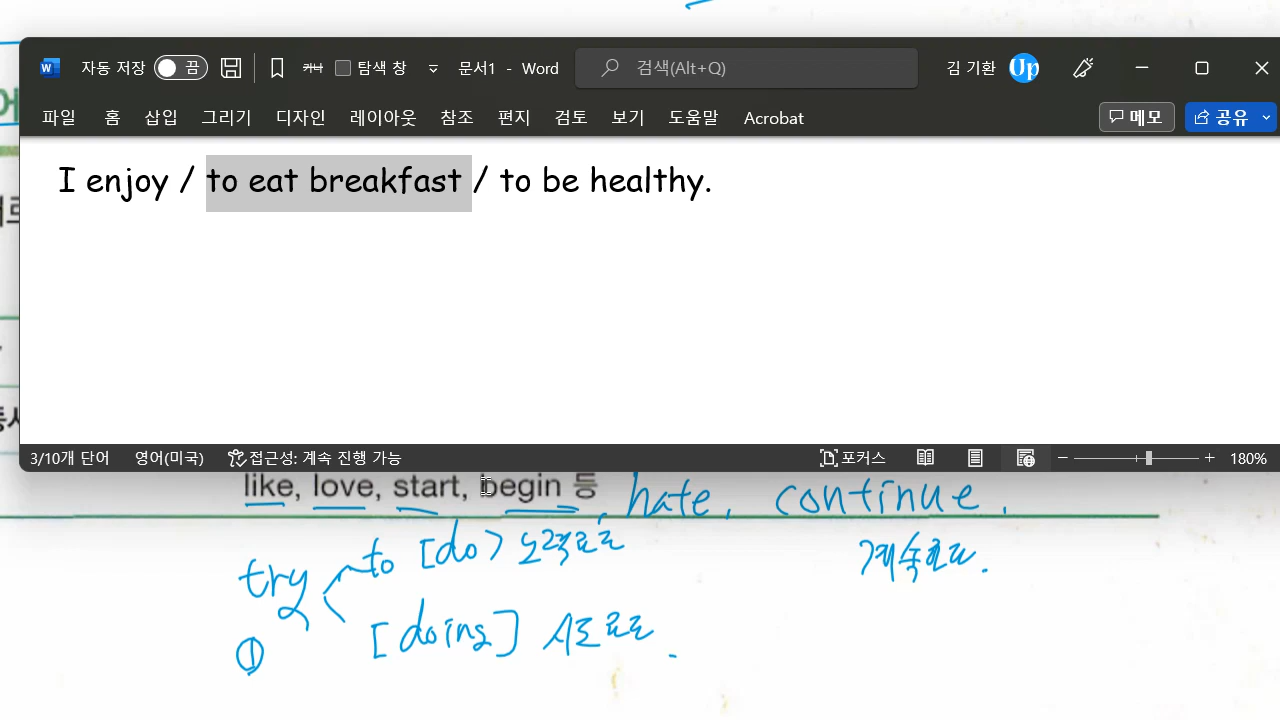 자동 저장 끔 가나 탐색 창 문서1 - Word 검색(Alt+Q) 김 기환 Up
파일 홈 삽입 그리기 디자인 레이아웃 참조 편지 검토 보기 도움말 Acrobat 메모 공유
I enjoy / to eat breakfast / to be healthy.
3/10개 단어 영어(미국) 접근성: 계속 진행 가능 포커스 180%
like, love, start, begin 등, hate, continue.
try to [do] 노력하다 계속하다.
① [doing] 시도하다.